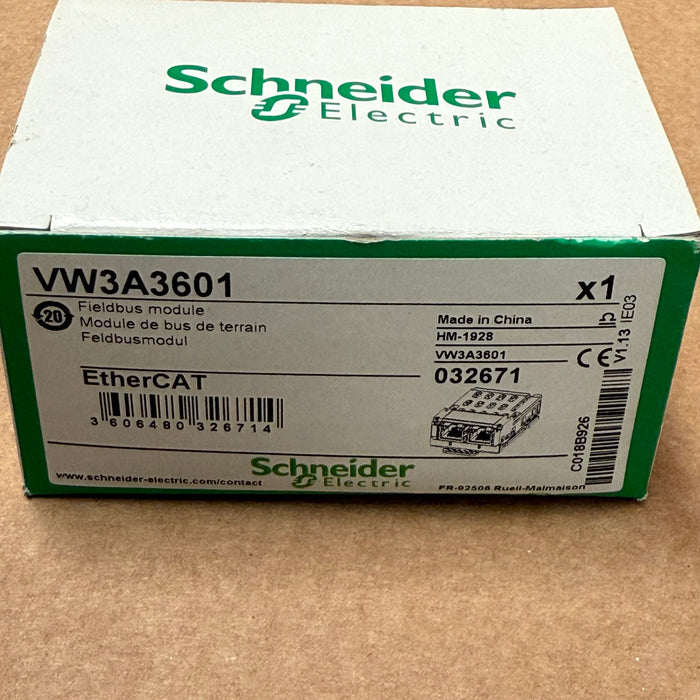 Schneider
Electric
VW3A3601
x1
20
Fieldbus module
Module de bus de terrain
Feldbusmodul
Made in China
HM-1928
VW3A3601
032671
EtherCAT
3 606480 326714
CE
V1.13 IE03
C018B926
Schneider
Electric
www.schneider-electric.com/contact
FR-92506 Rueil-Malmaison